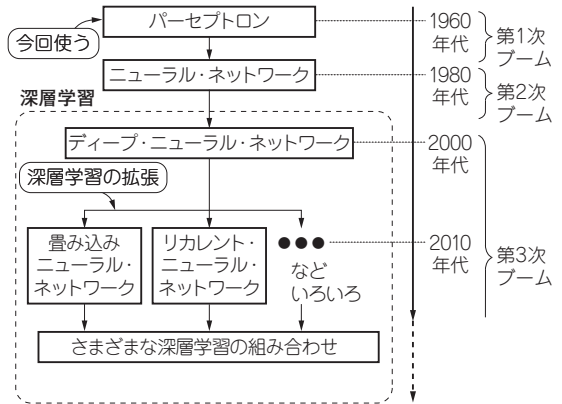 パーセプトロン
今回使う
ニューラル・ネットワーク
深層学習
ディープ・ニューラル・ネットワーク
深層学習の拡張
畳み込み
ニューラル・
ネットワーク
リカレント・
ニューラル・
ネットワーク
●●●
など
いろいろ
さまざまな深層学習の組み合わせ
1960
年代
第1次
ブーム
1980
年代
第2次
ブーム
2000
年代
2010
年代
第3次
ブーム